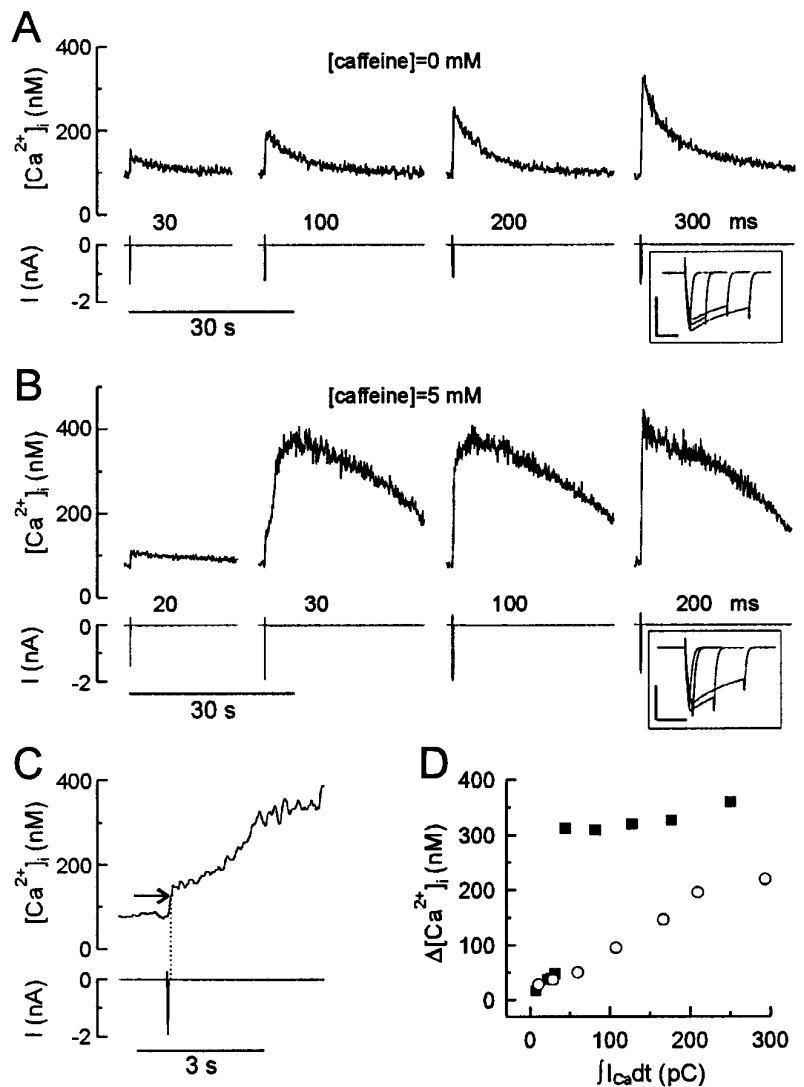 A
[caffeine]=0 mM
[Ca2+]i (nM)
400
200
0
30
100
200
300 ms
I (nA)
0
-2
30 s
B
[caffeine]=5 mM
[Ca2+]i (nM)
400
200
0
20
30
100
200 ms
I (nA)
0
-2
30 s
C
[Ca2+]i (nM)
400
200
0
I (nA)
0
-2
3 s
D
Δ[Ca2+]i (nM)
400
300
200
100
0
0
100
200
300
∫ICadt (pC)